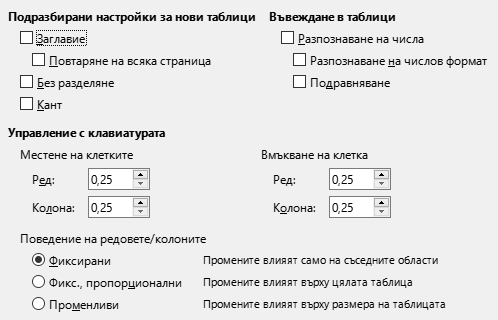 Подразбирани настройки за нови таблици
Заглавие
Повтаряне на всяка страница
Без разделяне
Кант
Въвеждане в таблици
Разпознаване на числа
Разпознаване на числов формат
Подравняване
Управление с клавиатурата
Местене на клетките
Ред: 0,25
Колона: 0,25
Вмъкване на клетка
Ред: 0,25
Колона: 0,25
Поведение на редовете/колоните
Фиксирани Промените влияят само на съседните области
Фикс., пропорционални Промените влияят върху цялата таблица
Променливи Промените влияят върху размера на таблицата